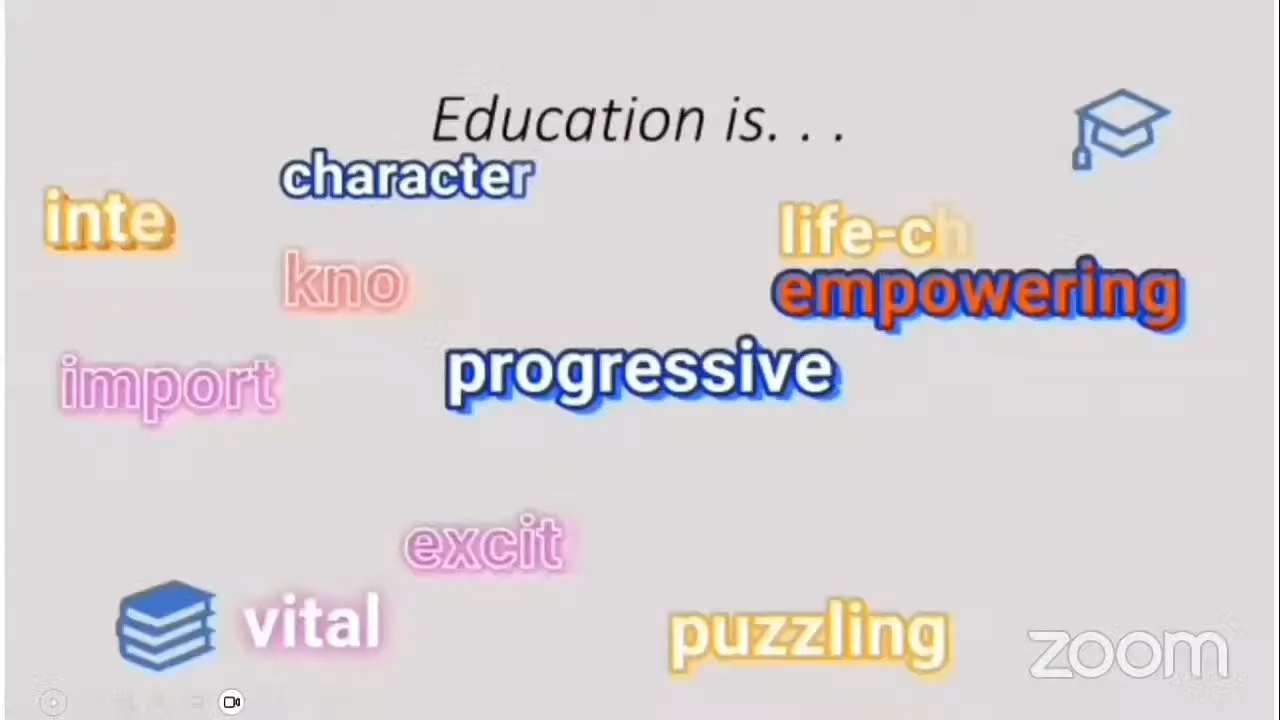 Education is. . .
character
inte
life-ch
kno
empowering
progressive
import
excit
vital
puzzling
zoom